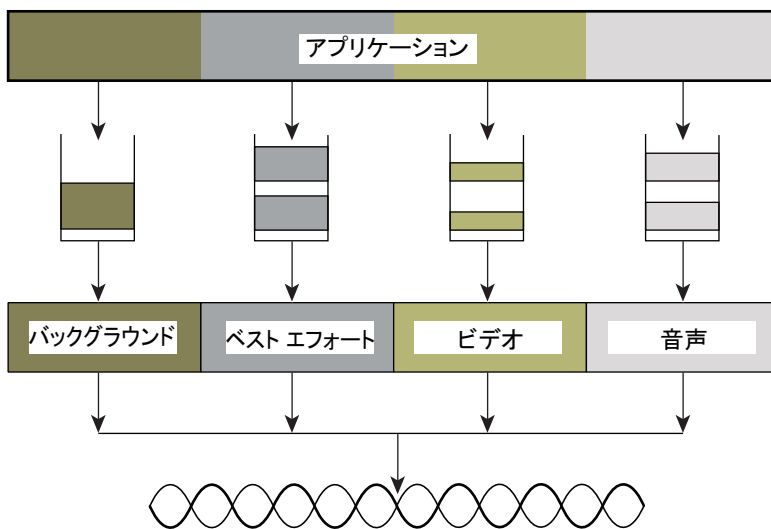 アプリケーション
バックグラウンド
ベスト エフォート
ビデオ
音声